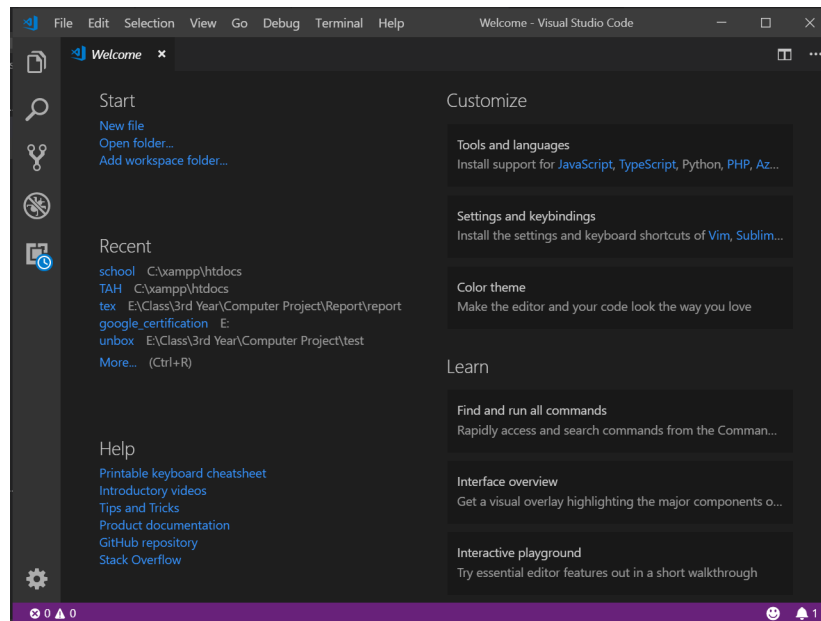 File Edit Selection View Go Debug Terminal Help Welcome - Visual Studio Code
Welcome
Start
New file
Open folder...
Add workspace folder...
Recent
school C:\xampp\htdocs
TAH C:\xampp\htdocs
tex E:\Class\3rd Year\Computer Project\Report\report
google_certification E:
unbox E:\Class\3rd Year\Computer Project\test
More... (Ctrl+R)
Help
Printable keyboard cheatsheet
Introductory videos
Tips and Tricks
Product documentation
GitHub repository
Stack Overflow
Customize
Tools and languages
Install support for JavaScript, TypeScript, Python, PHP, Az...
Settings and keybindings
Install the settings and keyboard shortcuts of Vim, Sublim...
Color theme
Make the editor and your code look the way you love
Learn
Find and run all commands
Rapidly access and search commands from the Comman...
Interface overview
Get a visual overlay highlighting the major components o...
Interactive playground
Try essential editor features out in a short walkthrough
0 0 1